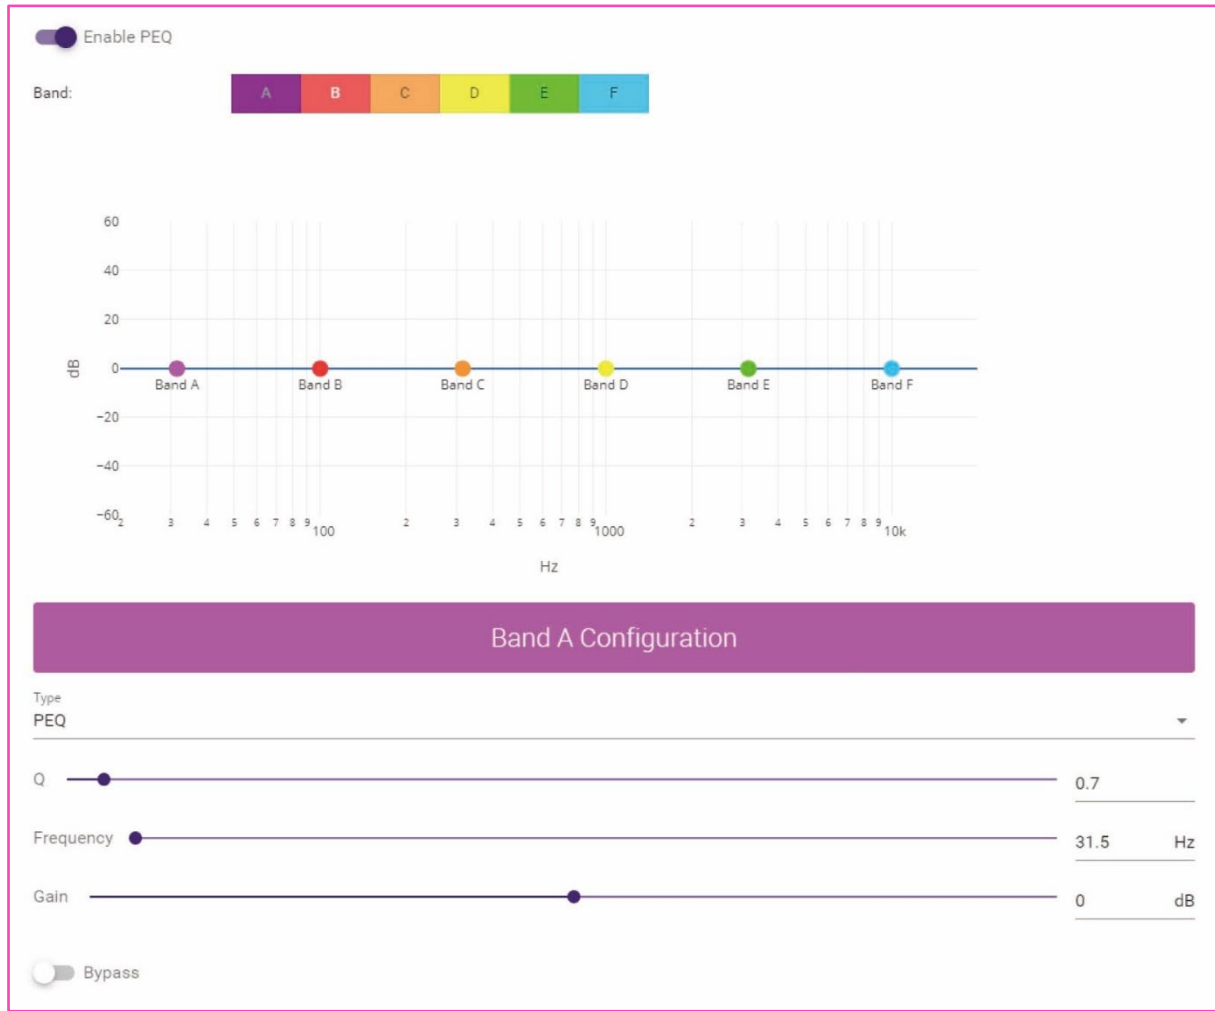 Enable PEQ
Band: A B C D E F
60
40
20
0
dB
Band A Band B Band C Band D Band E Band F
−20
−40
−60
2 3 4 5 6 7 8 9 100 2 3 4 5 6 7 8 9 1000 2 3 4 5 6 7 8 9 10k
Hz
Band A Configuration
Type
PEQ
Q 0.7
Frequency 31.5 Hz
Gain 0 dB
Bypass